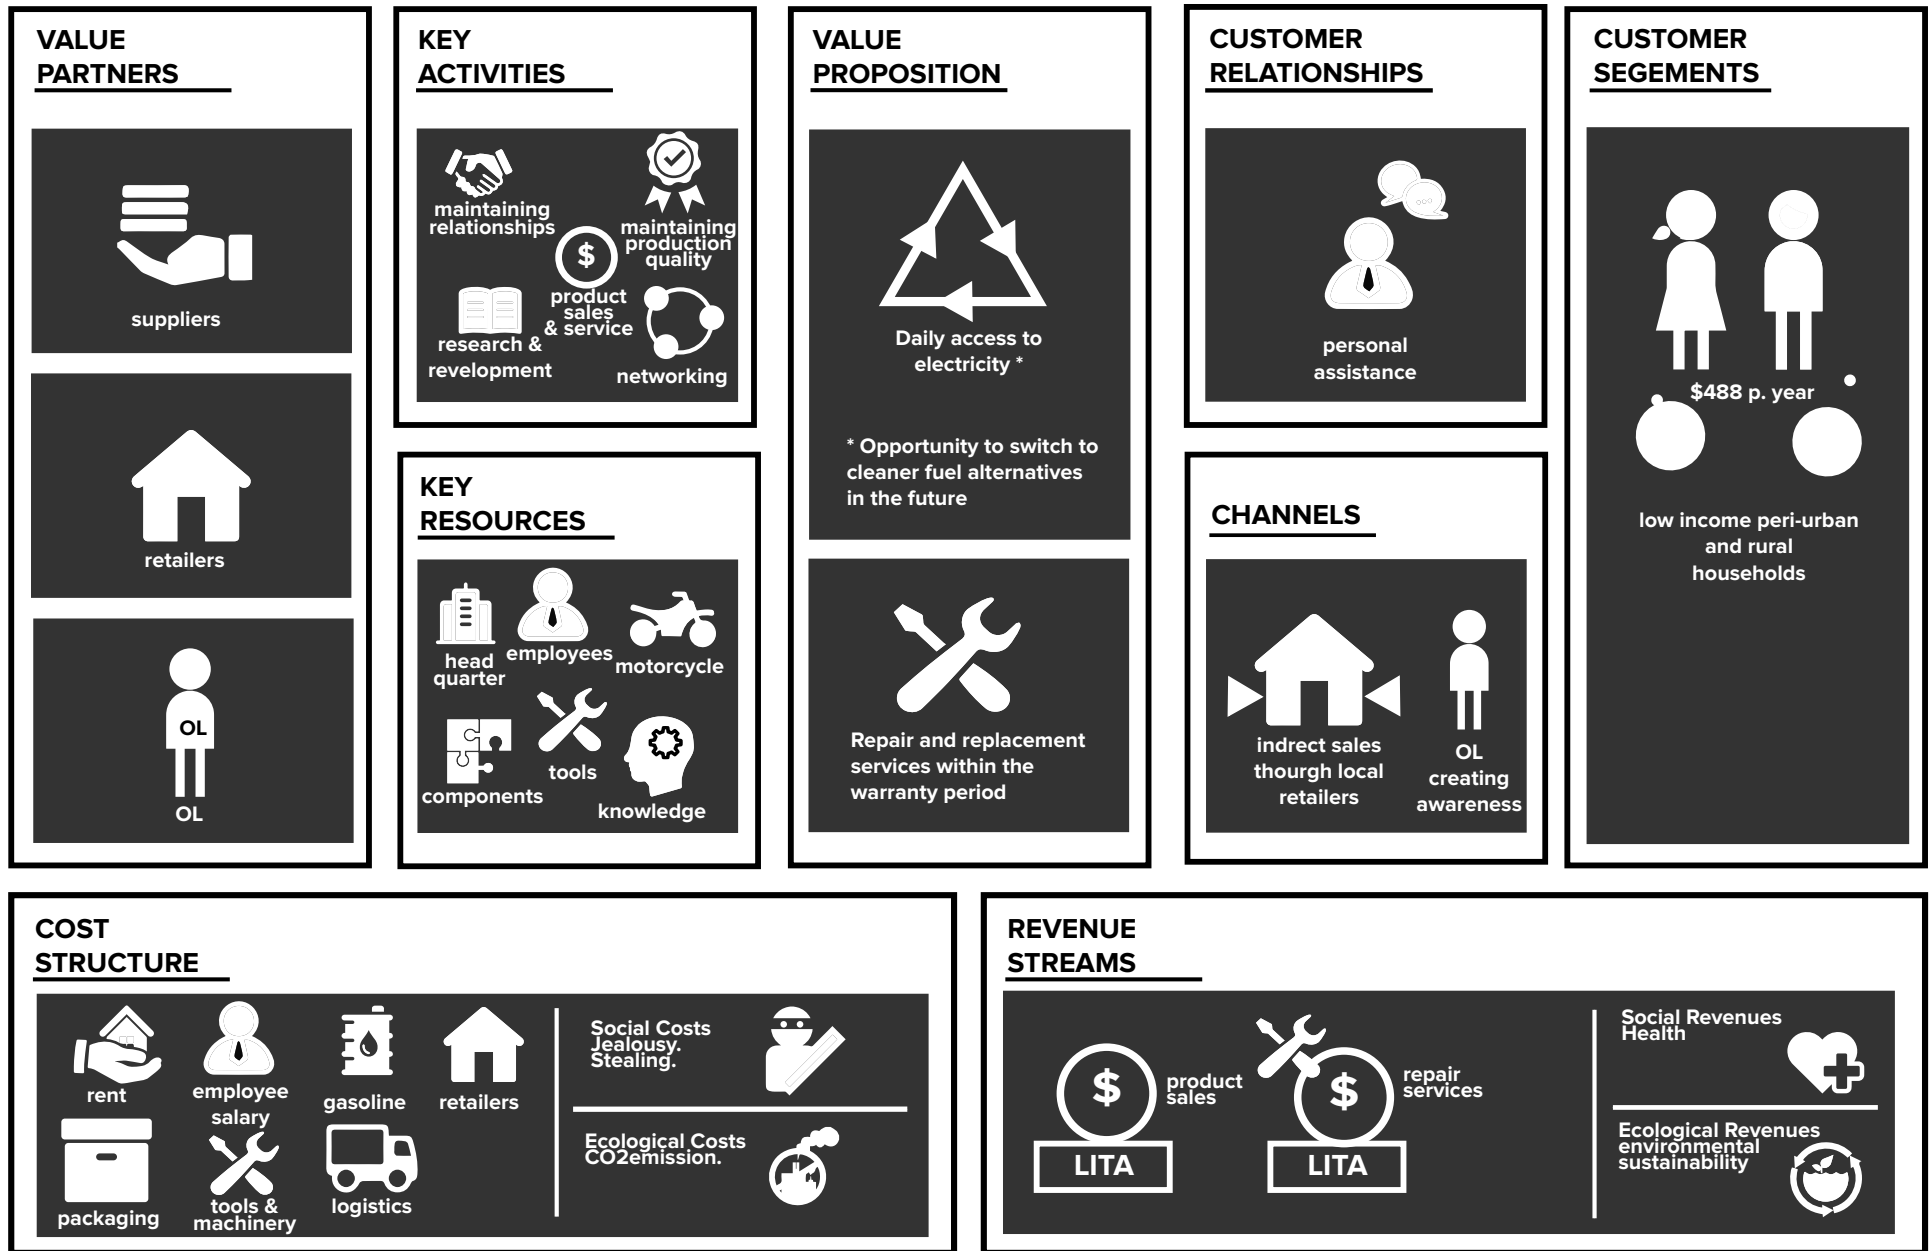 VALUE
PARTNERS
suppliers
retailers
OL
OL
KEY
ACTIVITIES
maintaining
relationships
maintaining
production
quality
$
product
sales
& service
research &
revelopment
networking
KEY
RESOURCES
head
quarter
employees
motorcycle
components
tools
knowledge
VALUE
PROPOSITION
Daily access to
electricity *
* Opportunity to switch to
cleaner fuel alternatives
in the future
Repair and replacement
services within the
warranty period
CUSTOMER
RELATIONSHIPS
personal
assistance
CHANNELS
indrect sales
thourgh local
retailers
OL
creating
awareness
CUSTOMER
SEGEMENTS
$488 p. year
low income peri-urban
and rural
households
COST
STRUCTURE
rent
employee
salary
gasoline
retailers
packaging
tools &
machinery
logistics
Social Costs
Jealousy.
Stealing.
Ecological Costs
CO2emission.
REVENUE
STREAMS
$
product
sales
LITA
$
repair
services
LITA
Social Revenues
Health
Ecological Revenues
environmental
sustainability